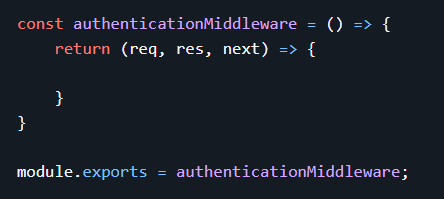 const authenticationMiddleware = () => {
    return (req, res, next) => {
    }
}
module.exports = authenticationMiddleware;